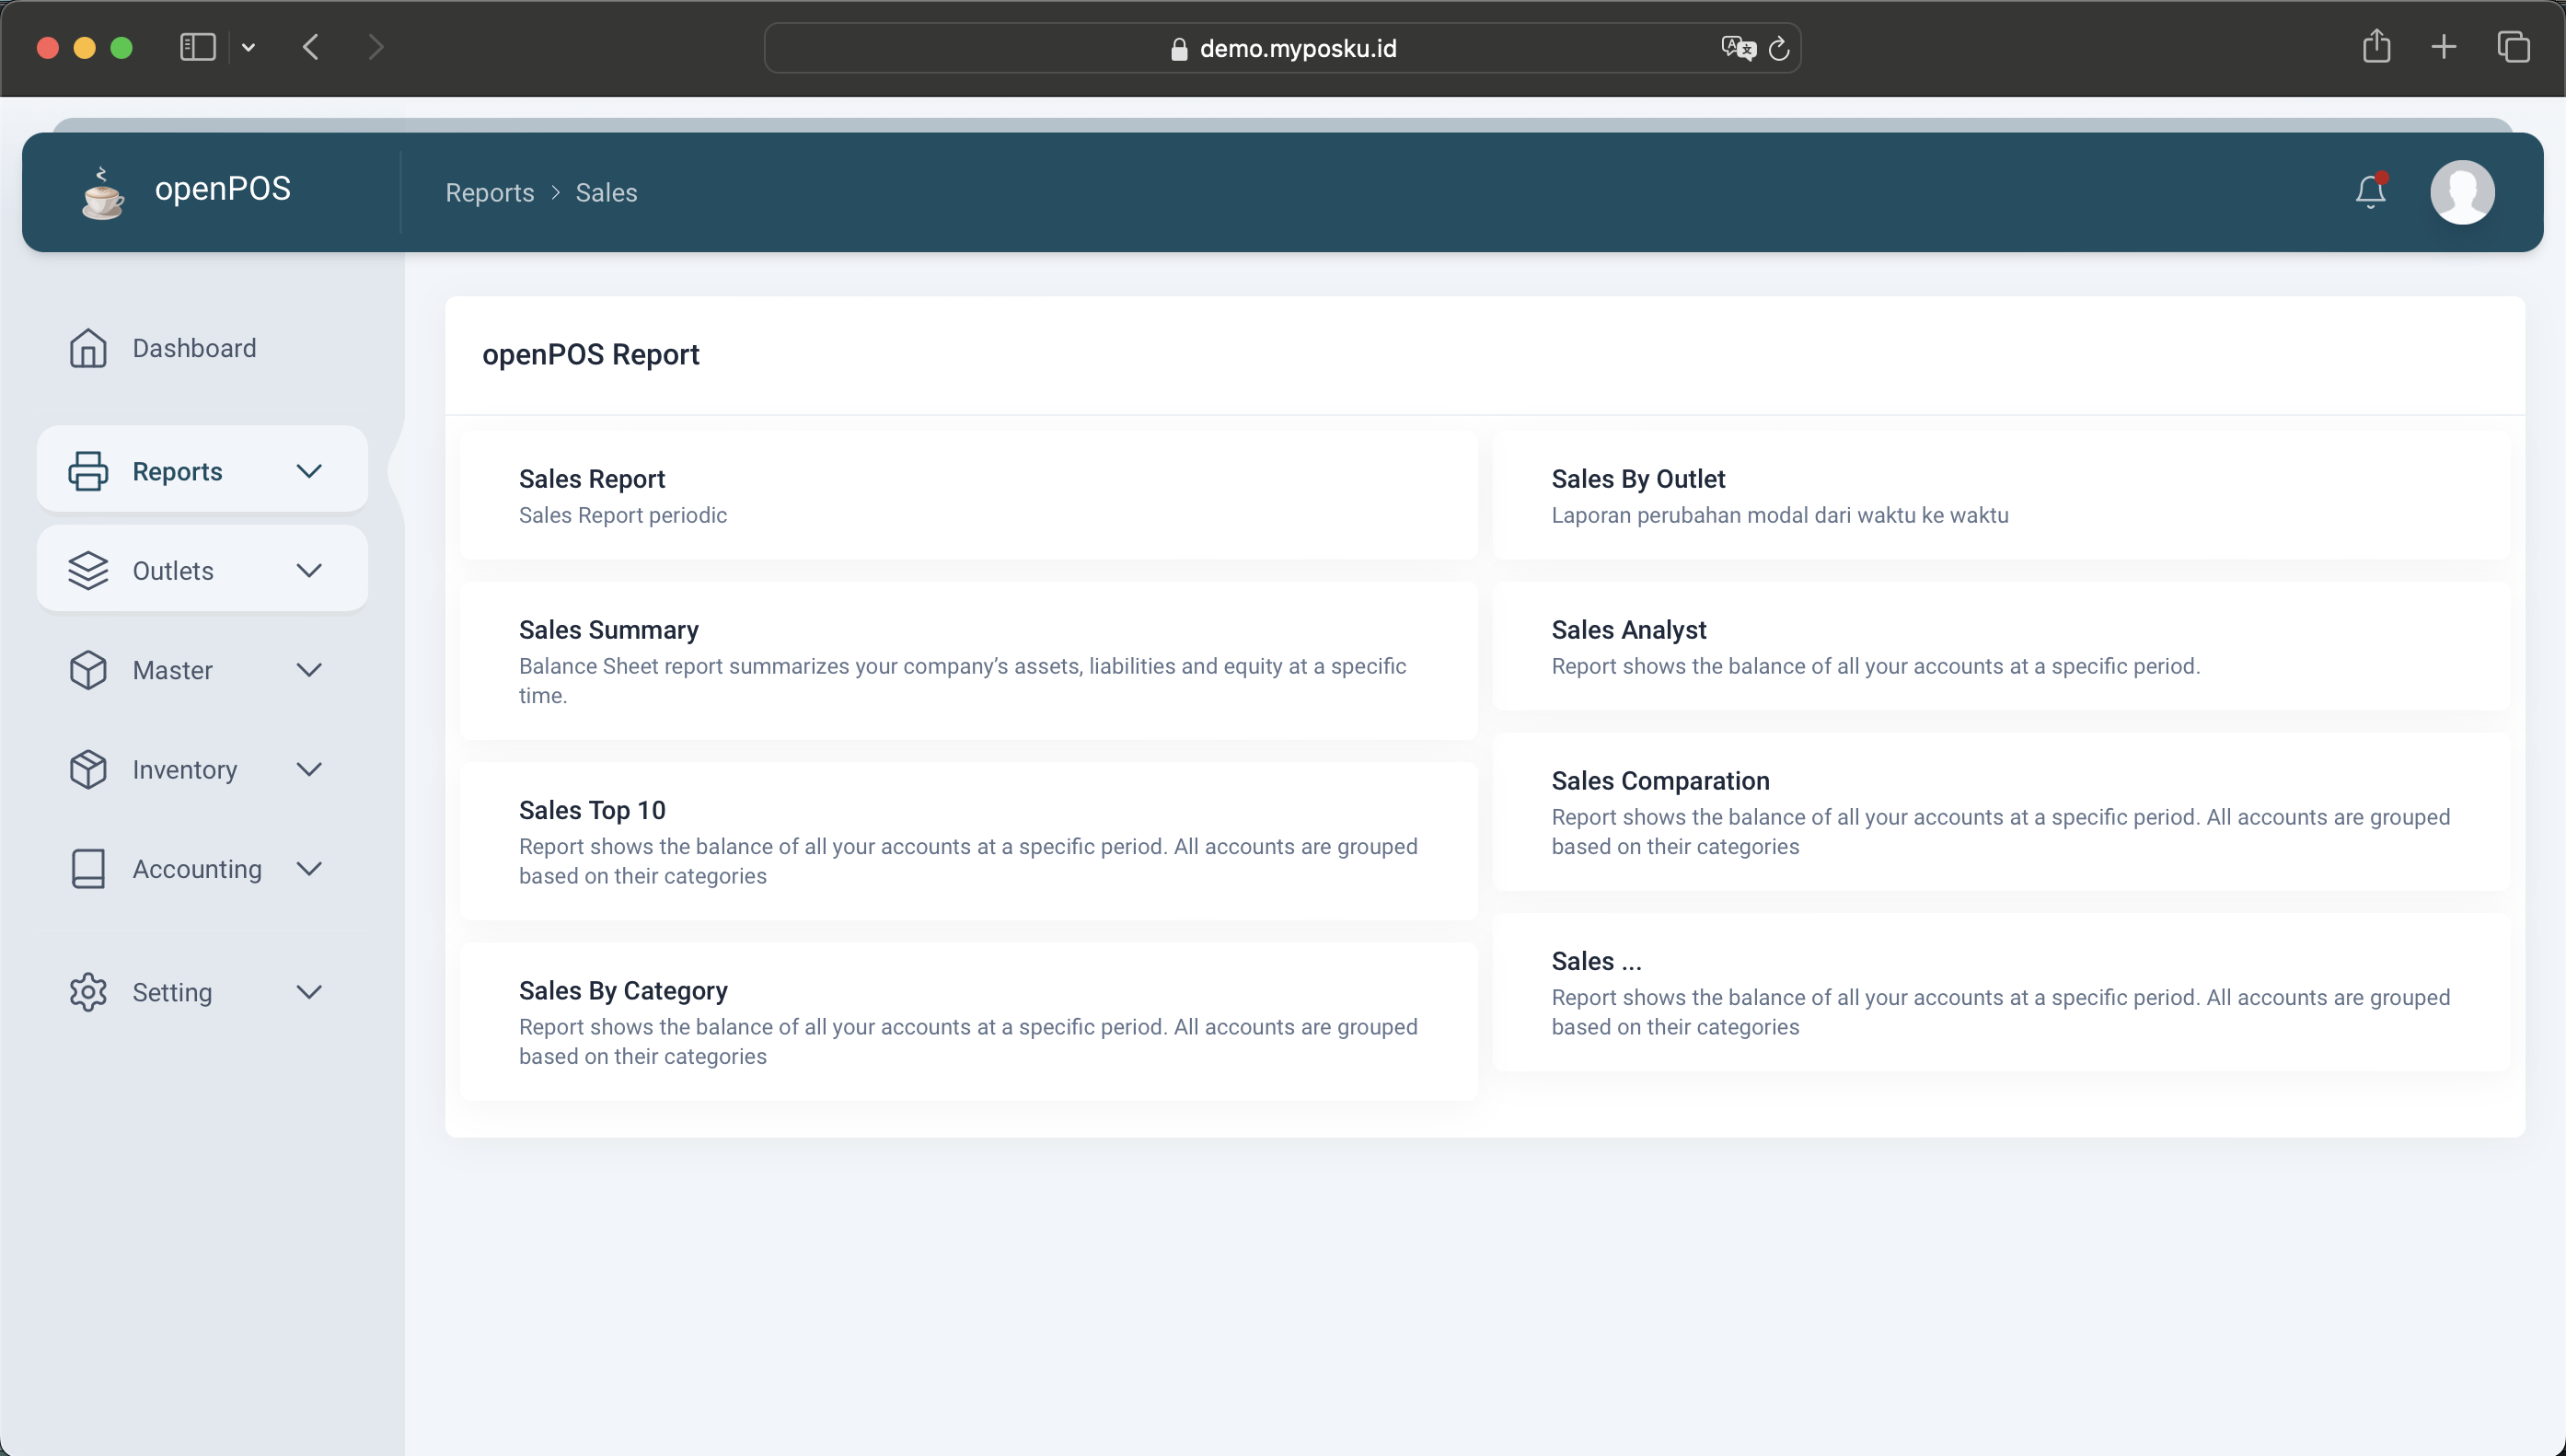 demo.myposku.id
openPOS
Reports > Sales
Dashboard
Reports
Outlets
Master
Inventory
Accounting
Setting
openPOS Report
Sales Report
Sales Report periodic
Sales Summary
Balance Sheet report summarizes your company’s assets, liabilities and equity at a specific
time.
Sales Top 10
Report shows the balance of all your accounts at a specific period. All accounts are grouped
based on their categories
Sales By Category
Report shows the balance of all your accounts at a specific period. All accounts are grouped
based on their categories
Sales By Outlet
Laporan perubahan modal dari waktu ke waktu
Sales Analyst
Report shows the balance of all your accounts at a specific period.
Sales Comparation
Report shows the balance of all your accounts at a specific period. All accounts are grouped
based on their categories
Sales ...
Report shows the balance of all your accounts at a specific period. All accounts are grouped
based on their categories